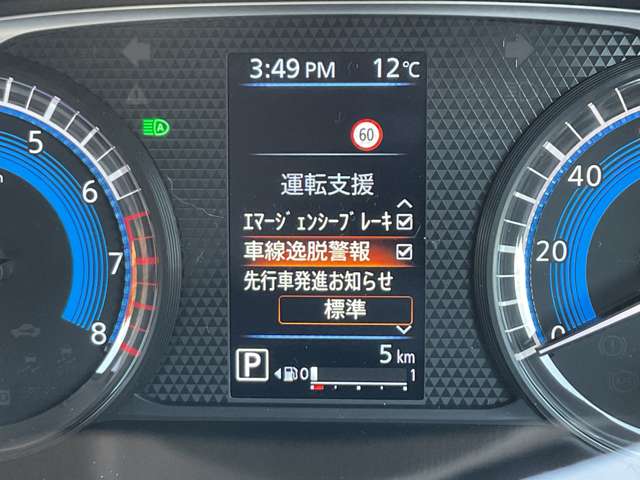 3:49 PM 12℃
60
運転支援
ｴﾏｰｼﾞｪﾝｼｰﾌﾞﾚｰｷ
車線逸脱警報
先行車発進お知らせ
標準
P 5 km
0 1
5
6
7
8
40
20
0
A